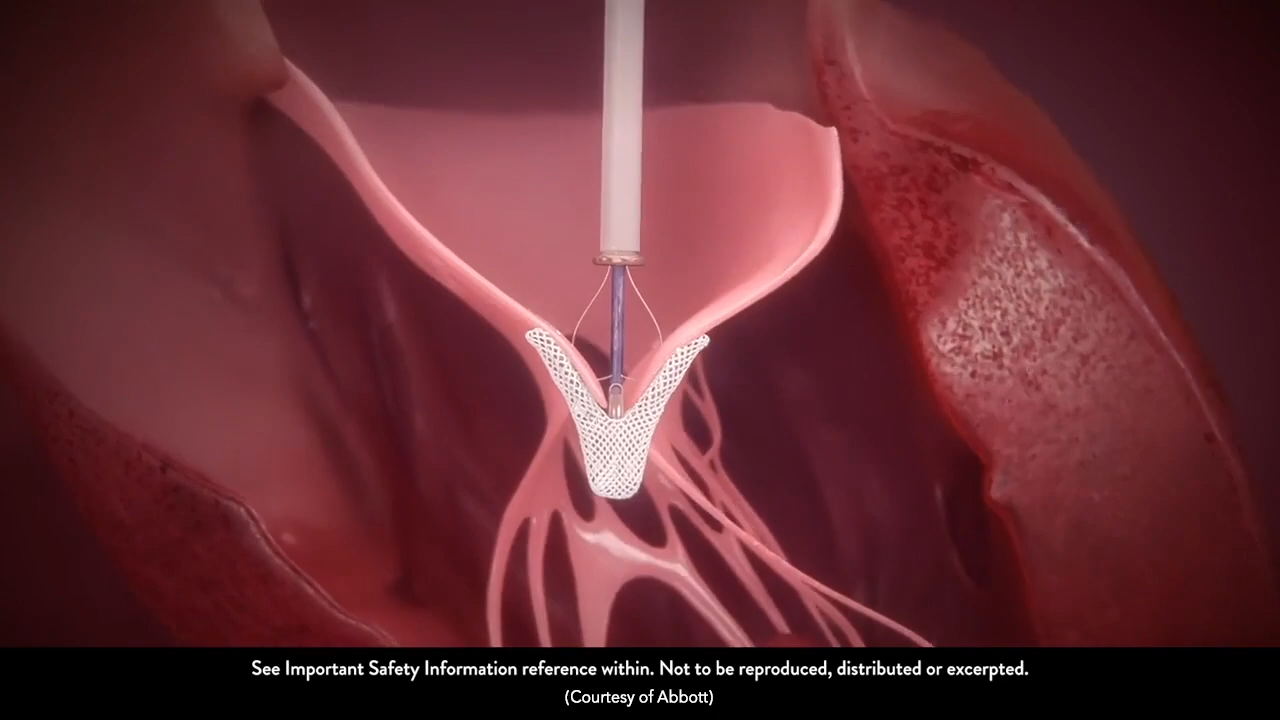 See Important Safety Information reference within. Not to be reproduced, distributed or excerpted.
(Courtesy of Abbott)